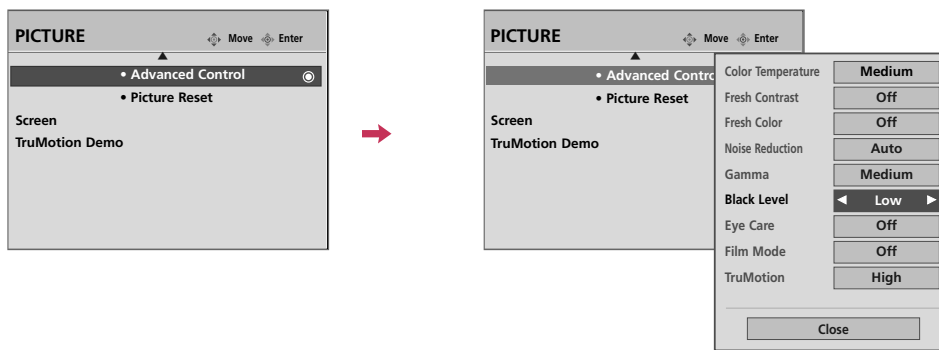 PICTURE Move Enter
• Advanced Control
• Picture Reset
Screen
TruMotion Demo
PICTURE Move Enter
• Advanced Contro
• Picture Reset
Screen
TruMotion Demo
Color Temperature Medium
Fresh Contrast Off
Fresh Color Off
Noise Reduction Auto
Gamma Medium
Black Level Low
Eye Care Off
Film Mode Off
TruMotion High
Close